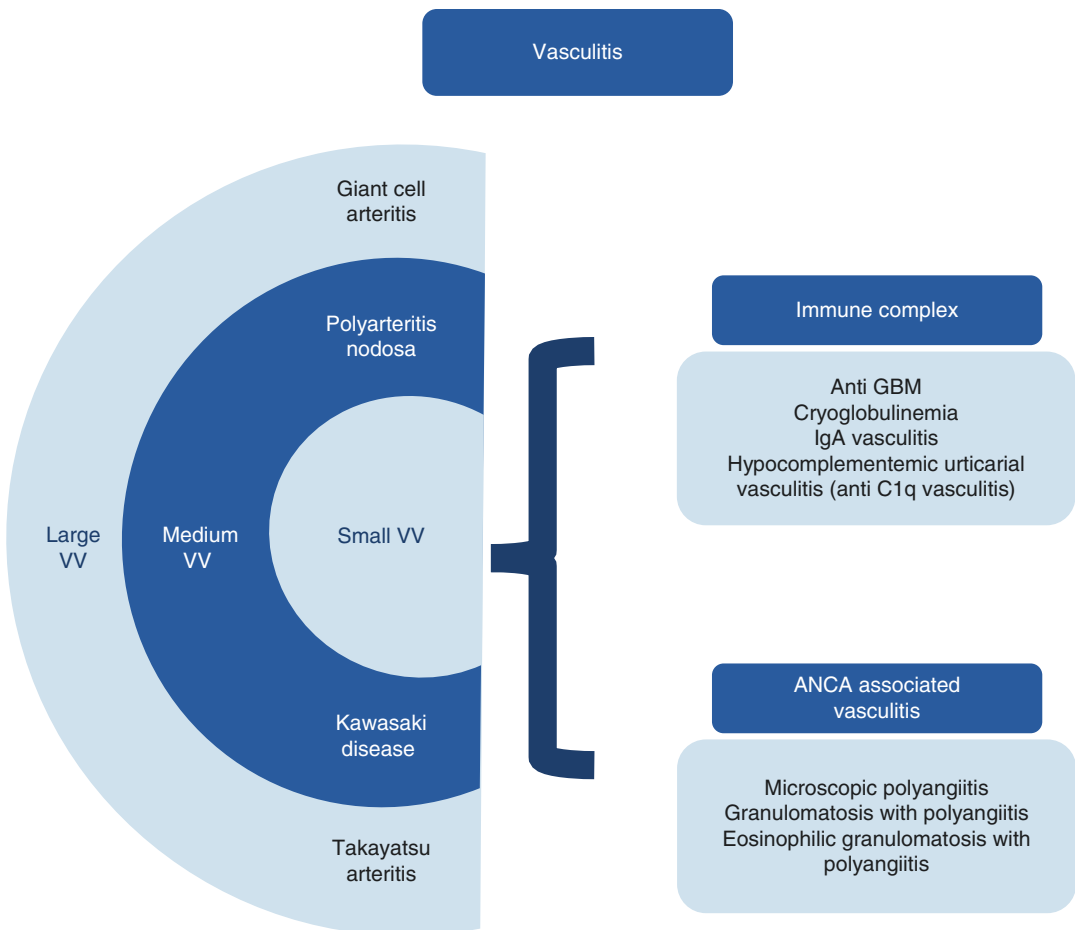 Vasculitis
Giant cell
arteritis
Polyarteritis
nodosa
Large
VV
Medium
VV
Small VV
Kawasaki
disease
Takayatsu
arteritis
Immune complex
Anti GBM
Cryoglobulinemia
IgA vasculitis
Hypocomplementemic urticarial
vasculitis (anti C1q vasculitis)
ANCA associated
vasculitis
Microscopic polyangiitis
Granulomatosis with polyangiitis
Eosinophilic granulomatosis with
polyangiitis